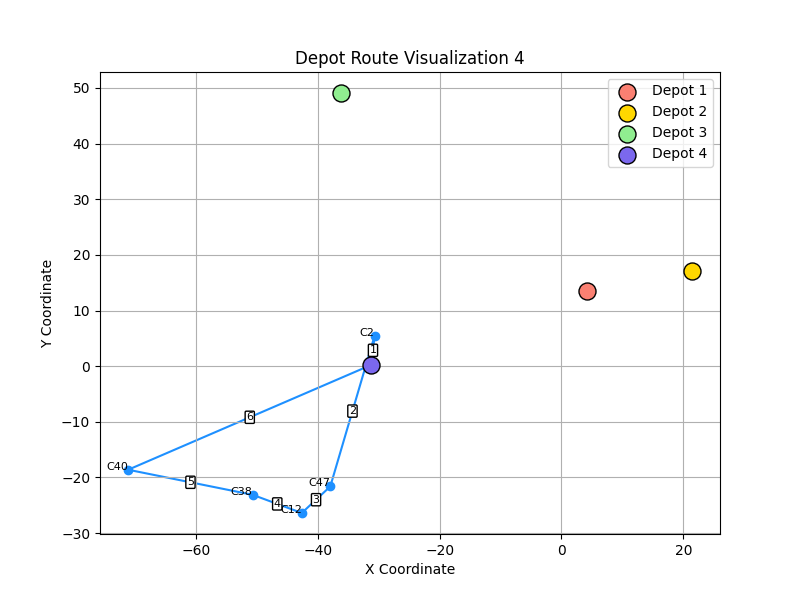 Depot Route Visualization 4
Depot 1
Depot 2
Depot 3
Depot 4
Y Coordinate
50
40
30
20
10
0
−10
−20
−30
C2
1
2
6
C40
5
C38
4
C12
3
C47
−60
−40
−20
0
20
X Coordinate